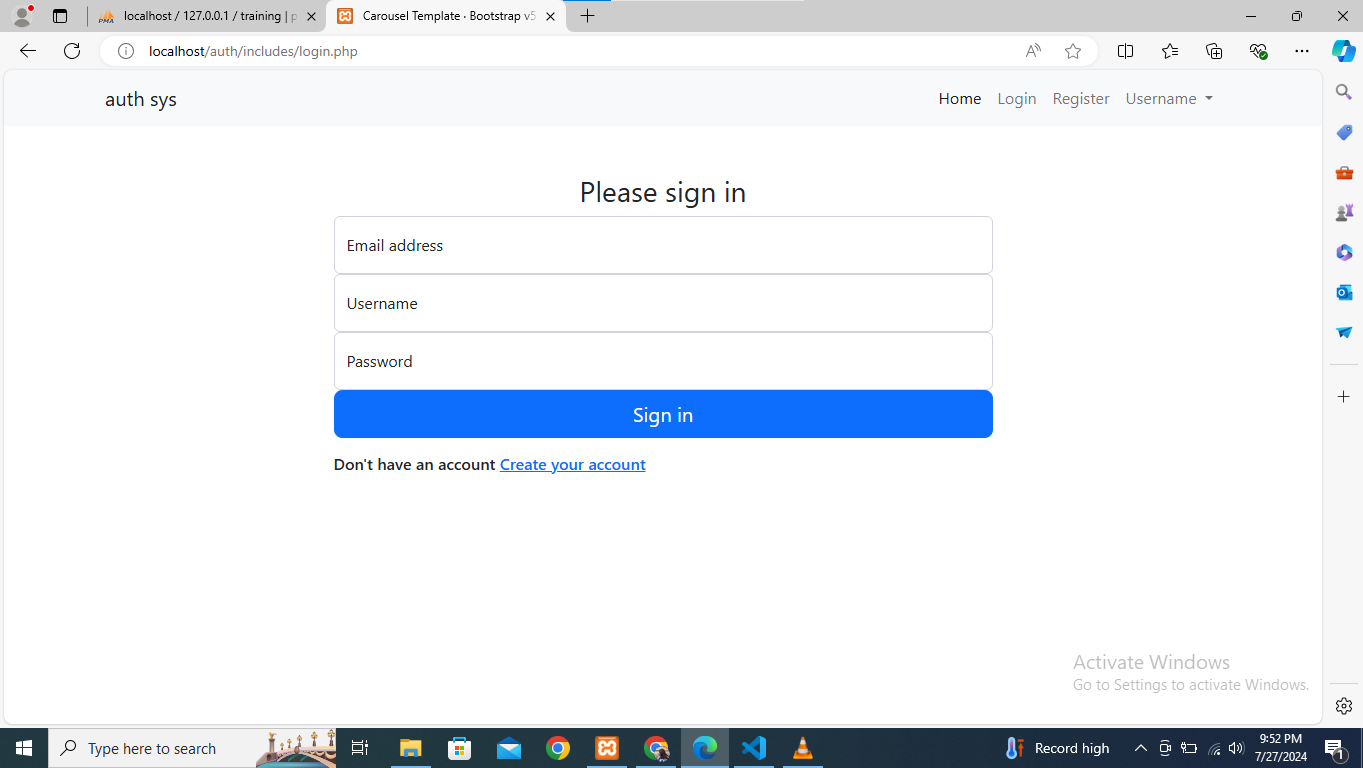 localhost / 127.0.0.1 / training | p
Carousel Template · Bootstrap v5
localhost/auth/includes/login.php
auth sys
Home
Login
Register
Username
Please sign in
Email address
Username
Password
Sign in
Don't have an account Create your account
Activate Windows
Go to Settings to activate Windows.
Type here to search
Record high
9:52 PM
7/27/2024
1